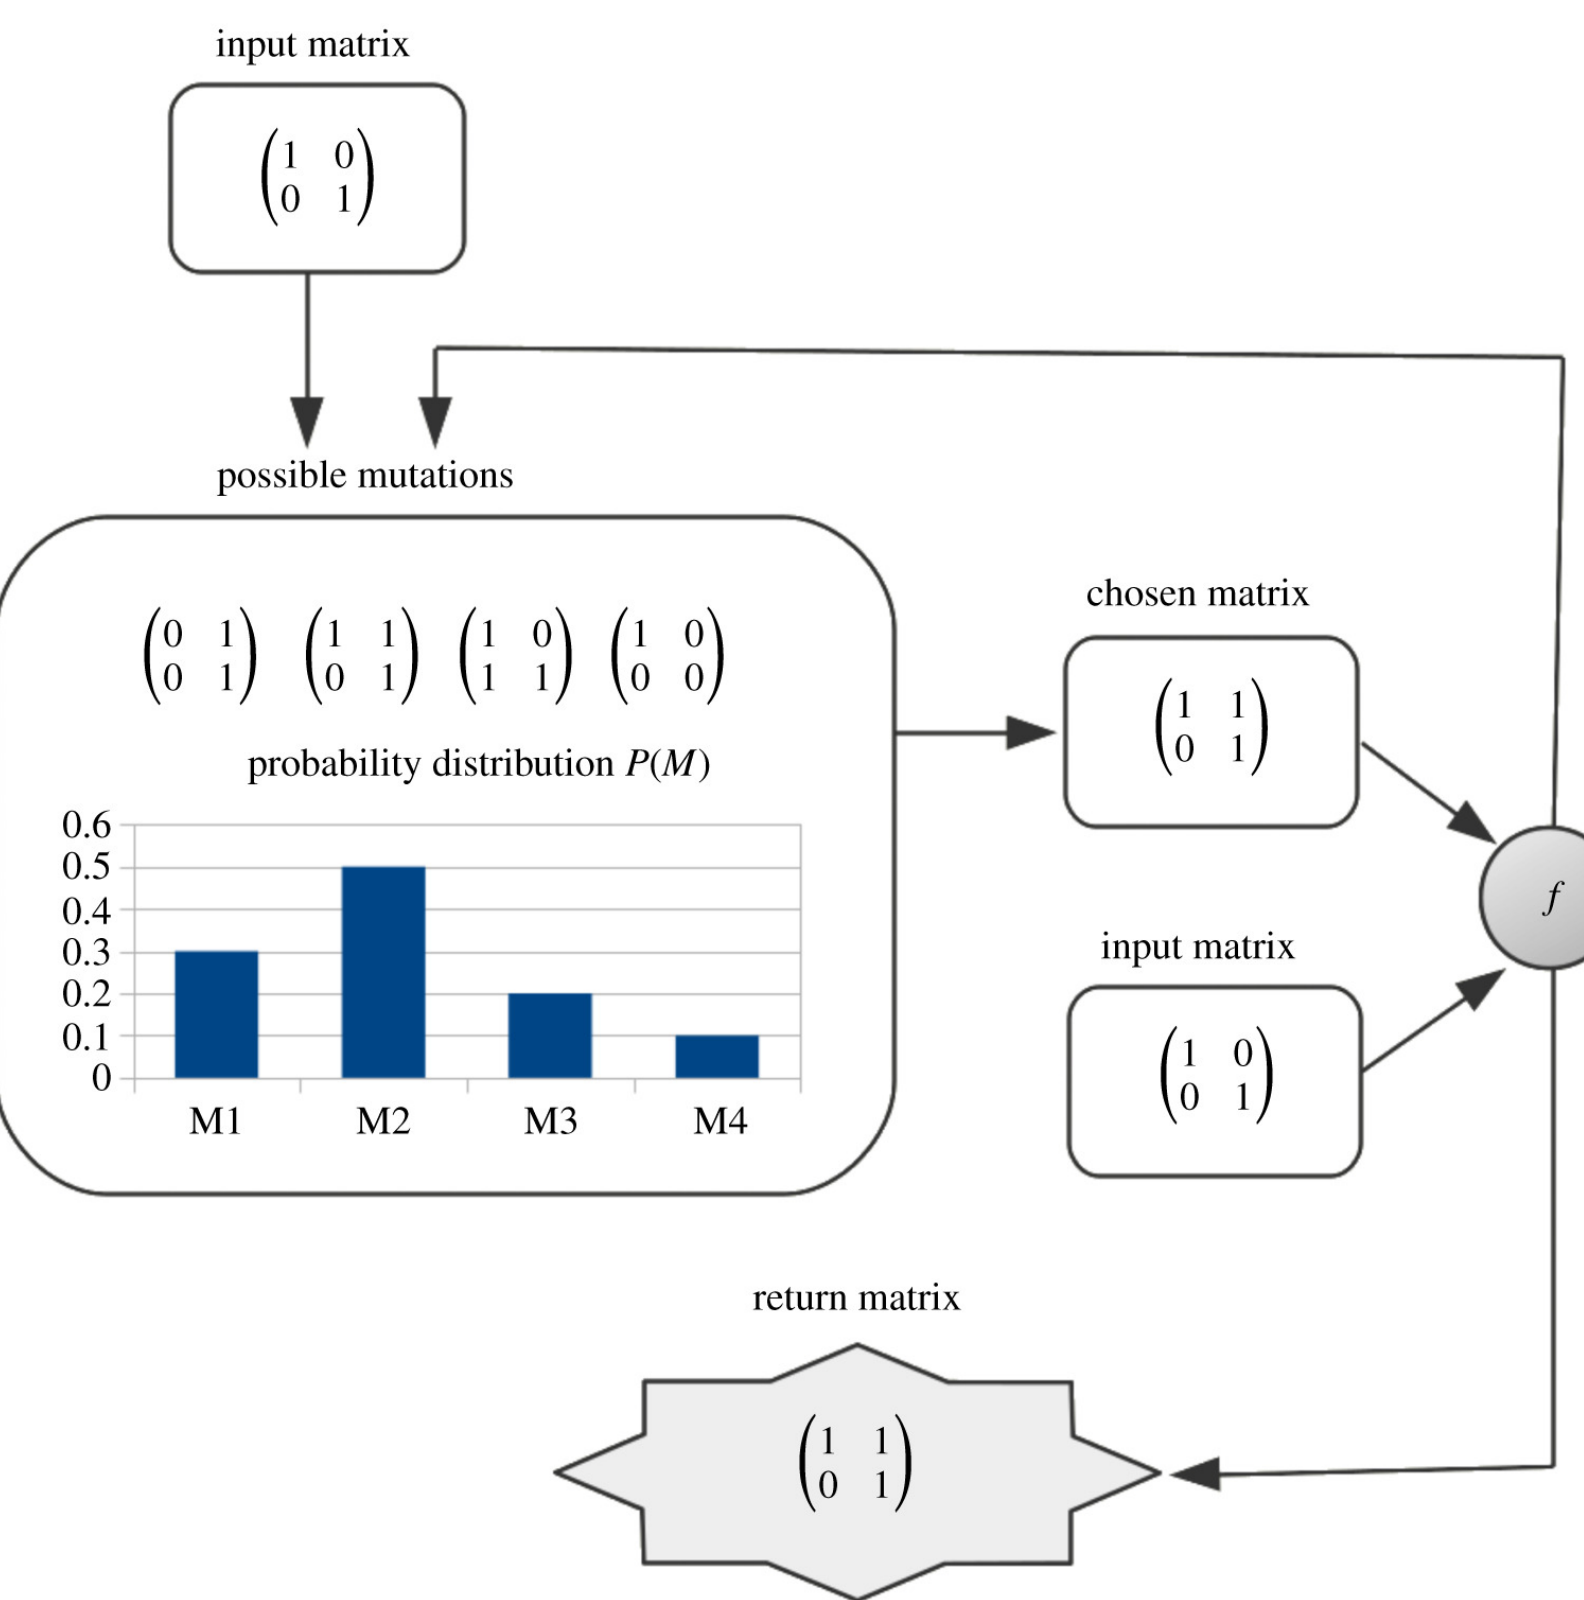 input matrix
1 0
0 1
possible mutations
0 1 1 1 1 0 1 0
0 1 0 1 1 1 0 0
probability distribution P(M)
0.6
0.5
0.4
0.3
0.2
0.1
0
M1 M2 M3 M4
chosen matrix
1 1
0 1
input matrix
1 0
0 1
f
return matrix
1 1
0 1